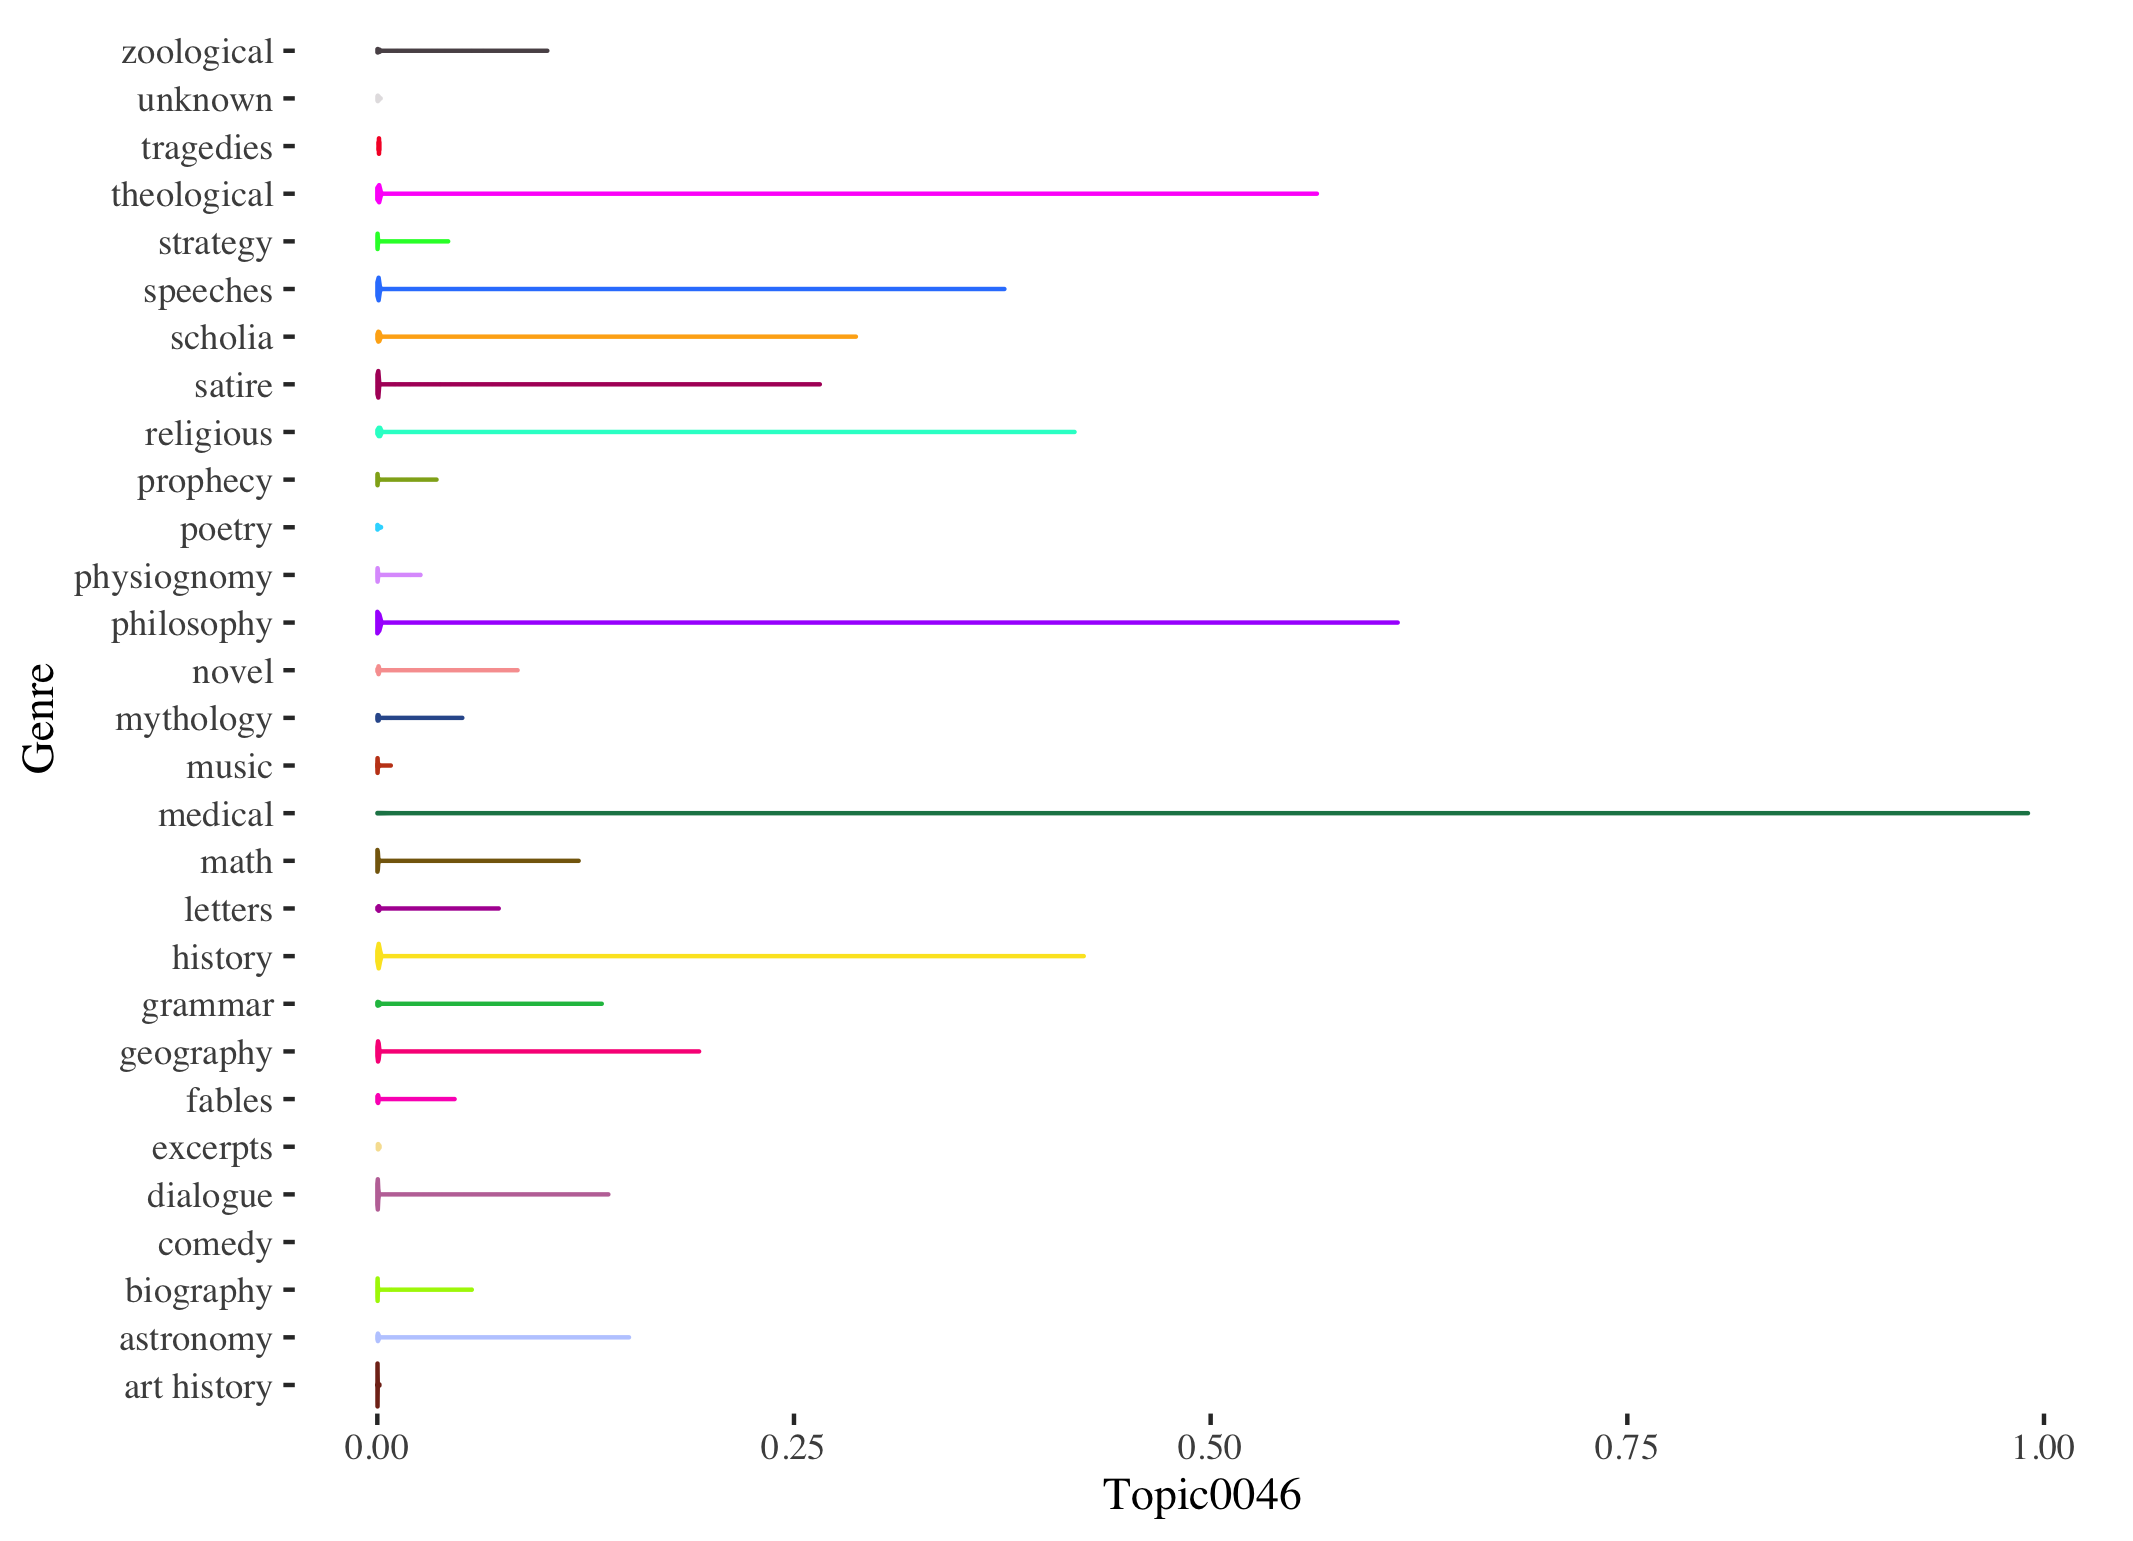 zoological
unknown
tragedies
theological
strategy
speeches
scholia
satire
religious
prophecy
poetry
physiognomy
philosophy
novel
mythology
music
medical
math
letters
history
grammar
geography
fables
excerpts
dialogue
comedy
biography
astronomy
art history
Genre
0.00 0.25 0.50 0.75 1.00
Topic0046